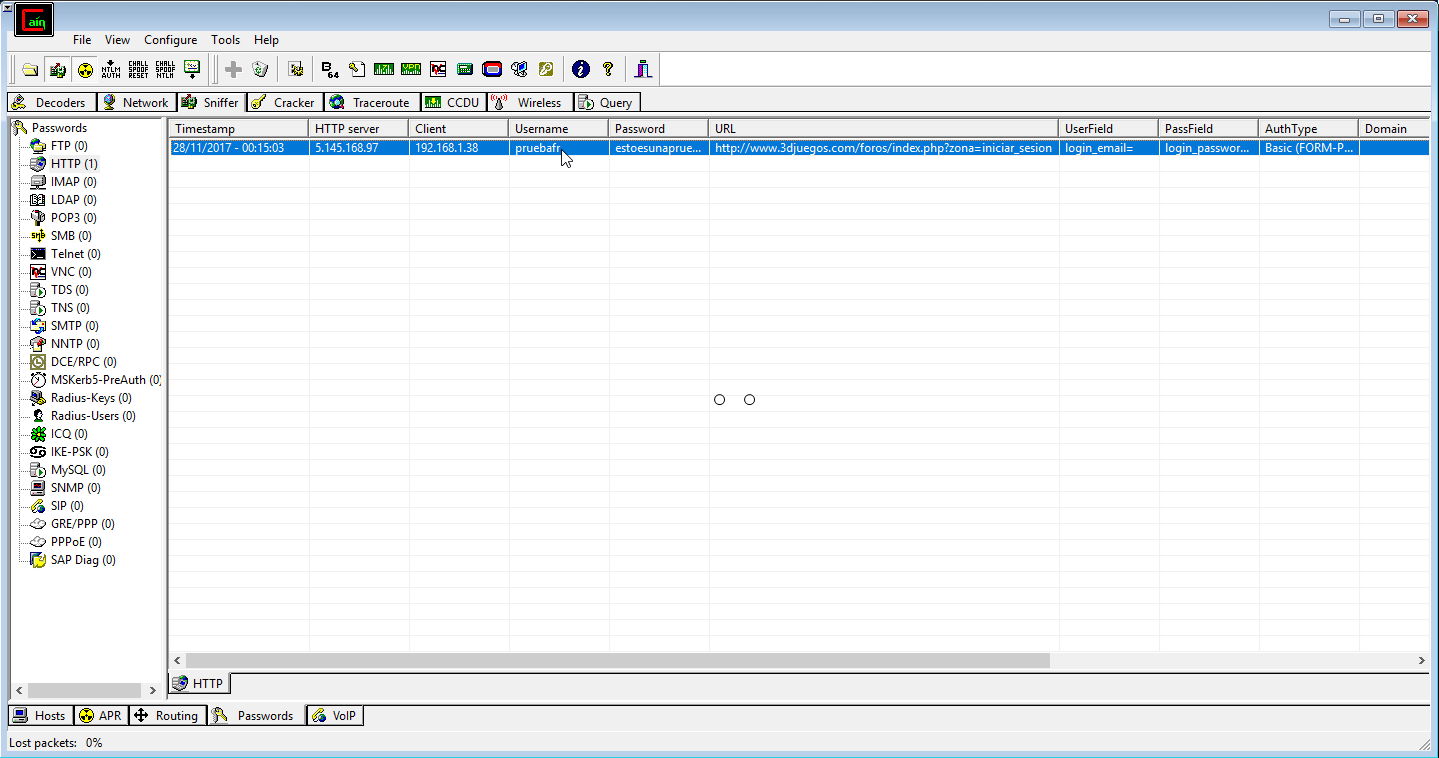 Cain
File View Configure Tools Help
NTLM AUTH CHALL SPOOF RESET CHALL SPOOF NTLM B 64
Decoders Network Sniffer Cracker Traceroute CCDU Wireless Query
Passwords
FTP (0)
HTTP (1)
IMAP (0)
LDAP (0)
POP3 (0)
SMB (0)
Telnet (0)
VNC (0)
TDS (0)
TNS (0)
SMTP (0)
NNTP (0)
DCE/RPC (0)
MSKerb5-PreAuth (0)
Radius-Keys (0)
Radius-Users (0)
ICQ (0)
IKE-PSK (0)
MySQL (0)
SNMP (0)
SIP (0)
GRE/PPP (0)
PPPoE (0)
SAP Diag (0)
Timestamp HTTP server Client Username Password URL UserField PassField AuthType Domain
28/11/2017 - 00:15:03 5.145.168.97 192.168.1.38 pruebafr estoesunaprue... http://www.3djuegos.com/foros/index.php?zona=iniciar_sesion login_email= login_passwor... Basic (FORM-P...
HTTP
Hosts APR Routing Passwords VoIP
Lost packets: 0%